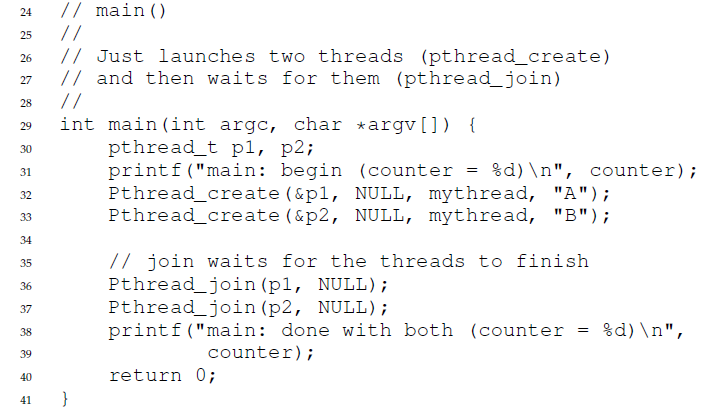 24 // main()
25 //
26 // Just launches two threads (pthread_create)
27 // and then waits for them (pthread_join)
28 //
29 int main(int argc, char *argv[]) {
30 pthread_t p1, p2;
31 printf("main: begin (counter = %d)\n", counter);
32 Pthread_create(&p1, NULL, mythread, "A");
33 Pthread_create(&p2, NULL, mythread, "B");
34
35 // join waits for the threads to finish
36 Pthread_join(p1, NULL);
37 Pthread_join(p2, NULL);
38 printf("main: done with both (counter = %d)\n",
39 counter);
40 return 0;
41 }